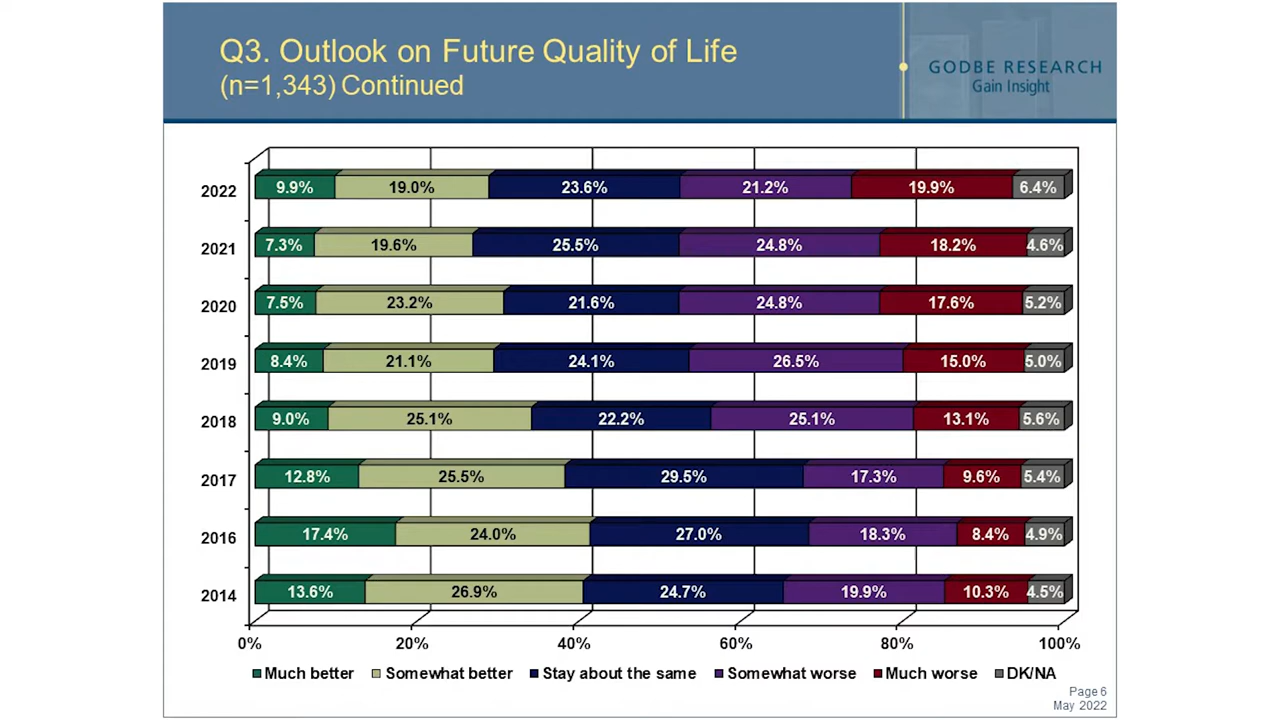 Q3. Outlook on Future Quality of Life
(n=1,343) Continued
GODBE RESEARCH
Gain Insight
2022 9.9% 19.0% 23.6% 21.2% 19.9% 6.4%
2021 7.3% 19.6% 25.5% 24.8% 18.2% 4.6%
2020 7.5% 23.2% 21.6% 24.8% 17.6% 5.2%
2019 8.4% 21.1% 24.1% 26.5% 15.0% 5.0%
2018 9.0% 25.1% 22.2% 25.1% 13.1% 5.6%
2017 12.8% 25.5% 29.5% 17.3% 9.6% 5.4%
2016 17.4% 24.0% 27.0% 18.3% 8.4% 4.9%
2014 13.6% 26.9% 24.7% 19.9% 10.3% 4.5%
0% 20% 40% 60% 80% 100%
Much better Somewhat better Stay about the same Somewhat worse Much worse DK/NA
Page 6
May 2022